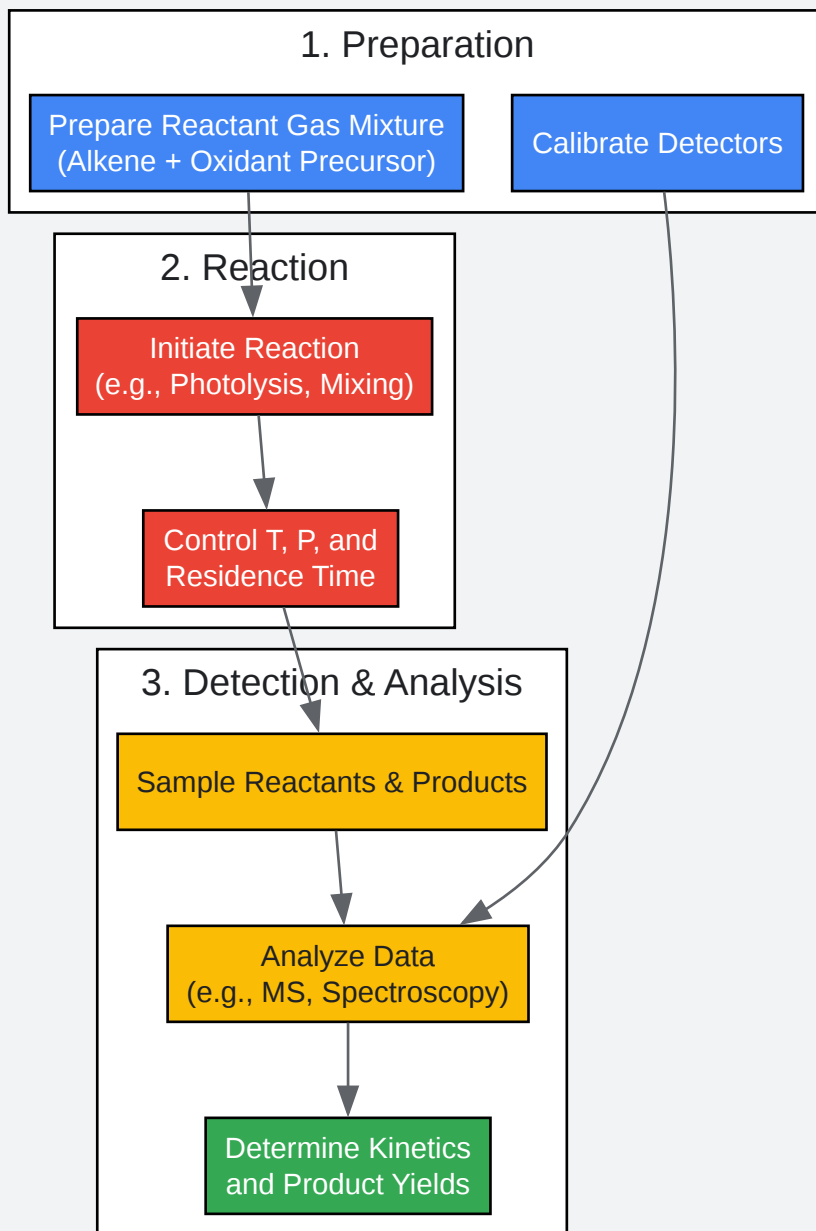 1. Preparation
Prepare Reactant Gas Mixture
(Alkene + Oxidant Precursor)
Calibrate Detectors
2. Reaction
Initiate Reaction
(e.g., Photolysis, Mixing)
Control T, P, and
Residence Time
3. Detection & Analysis
Sample Reactants & Products
Analyze Data
(e.g., MS, Spectroscopy)
Determine Kinetics
and Product Yields